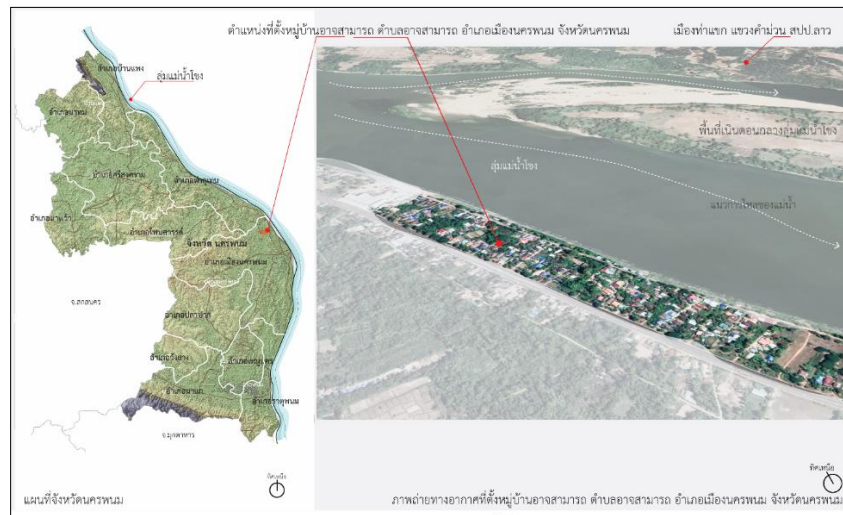 ตำแหน่งที่ตั้งหมู่บ้านอาจสามารถ ตำบลอาจสามารถ อำเภอเมืองนครพนม จังหวัดนครพนม
เมืองท่าแขก แขวงคำม่วน สปป.ลาว
อำเภอบ้านแพง
ลุ่มแม่น้ำโขง
อำเภอนาทม
พื้นที่เนินดอนกลางลุ่มแม่น้ำโขง
อำเภอศรีสงคราม
อำเภอท่าอุเทน
ลุ่มแม่น้ำโขง
แนวการไหลของแม่น้ำ
อำเภอนาหว้า
อำเภอโพนสวรรค์
จังหวัด นครพนม
อำเภอเมืองนครพนม
จ.สกลนคร
อำเภอปลาปาก
อำเภอวังยาง
อำเภอเรณูนคร
อำเภอนาแก
อำเภอธาตุพนม
จ.มุกดาหาร
ทิศเหนือ
ทิศเหนือ
แผนที่จังหวัดนครพนม
ภาพถ่ายทางอากาศที่ตั้งหมู่บ้านอาจสามารถ ตำบลอาจสามารถ อำเภอเมืองนครพนม จังหวัดนครพนม